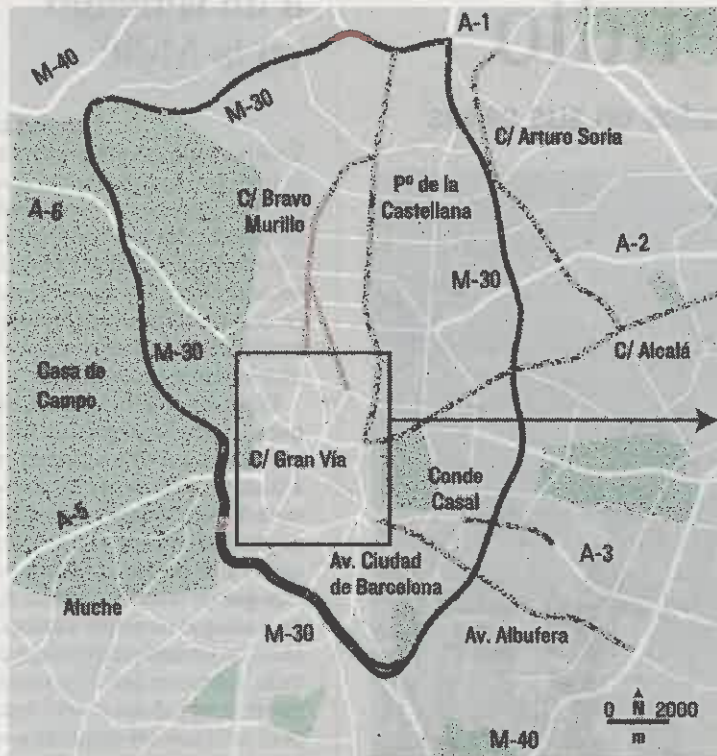 A-1
M-40
M-30
C/ Arturo Soria
C/ Bravo
Murillo
Pº de la
Castellana
A-6
A-2
M-30
M-30
C/ Alcalá
Casa de
Campo
C/ Gran Vía
Conde
Casal
A-5
Av. Ciudad
de Barcelona
A-3
Aluche
M-30
Av. Albufera
N
0 2000
m
M-40